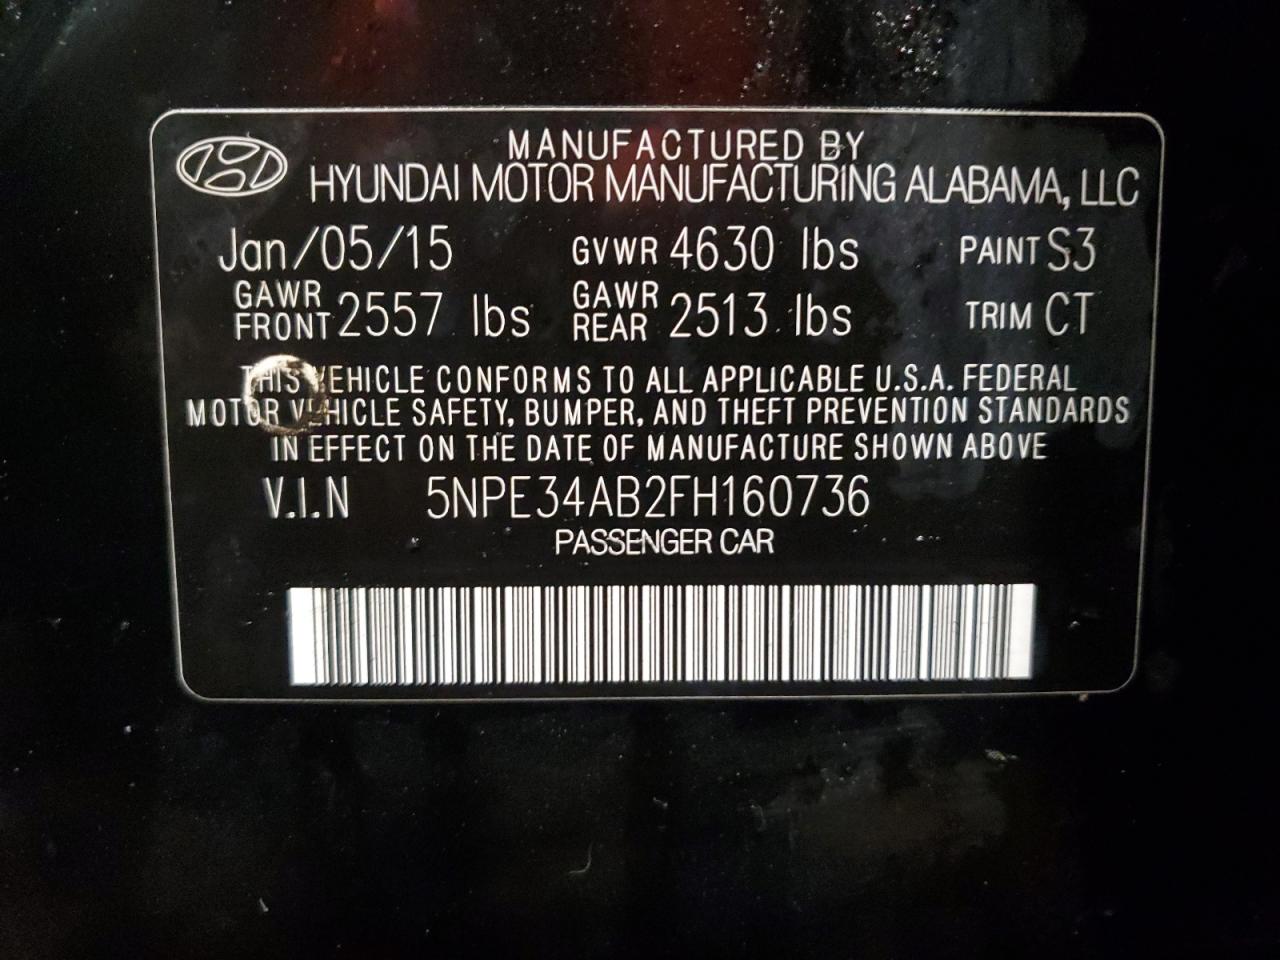 MANUFACTURED BY
HYUNDAI MOTOR MANUFACTURING ALABAMA, LLC
Jan/05/15 GVWR 4630 lbs PAINT S3
GAWR FRONT 2557 lbs GAWR REAR 2513 lbs TRIM CT
THIS VEHICLE CONFORMS TO ALL APPLICABLE U.S.A. FEDERAL
MOTOR VEHICLE SAFETY, BUMPER, AND THEFT PREVENTION STANDARDS
IN EFFECT ON THE DATE OF MANUFACTURE SHOWN ABOVE
V.I.N 5NPE34AB2FH160736
PASSENGER CAR